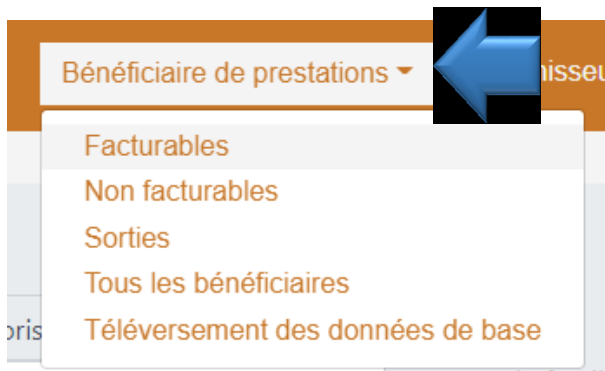 Bénéficiaire de prestations
Facturables
Non facturables
Sorties
Tous les bénéficiaires
Téléversement des données de base